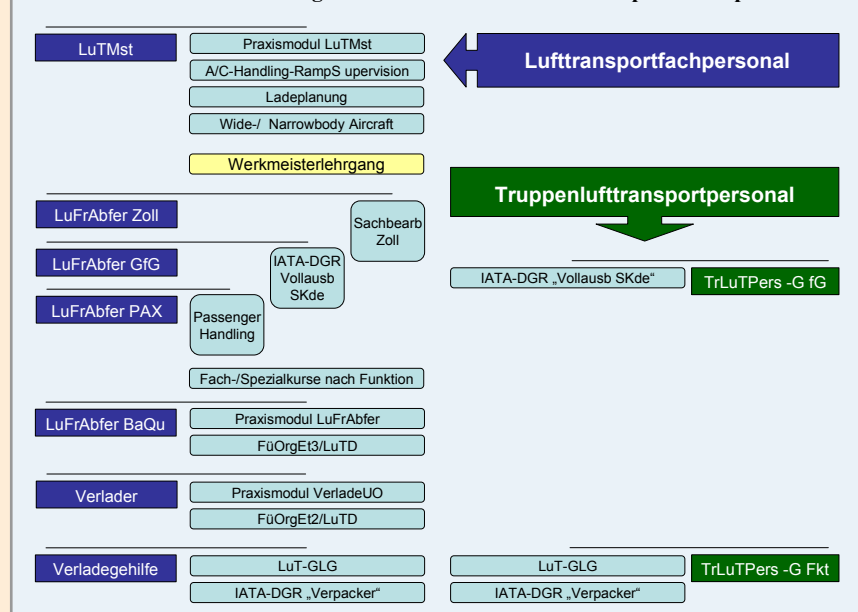 LuTMst
Praxismodul LuTMst
A/C-Handling-RampS upervision
Ladeplanung
Wide-/ Narrowbody Aircraft
Lufttransportfachpersonal
Werkmeisterlehrgang
Truppenlufttransportpersonal
LuFrAbfer Zoll
Sachbearb
Zoll
LuFrAbfer GfG
IATA-DGR
Vollausb
SKde
IATA-DGR „Vollausb SKde“
TrLuTPers -G fG
LuFrAbfer PAX
Passenger
Handling
Fach-/Spezialkurse nach Funktion
LuFrAbfer BaQu
Praxismodul LuFrAbfer
FüOrgEt3/LuTD
Verlader
Praxismodul VerladeUO
FüOrgEt2/LuTD
Verladegehilfe
LuT-GLG
IATA-DGR „Verpacker“
LuT-GLG
IATA-DGR „Verpacker“
TrLuTPers -G Fkt